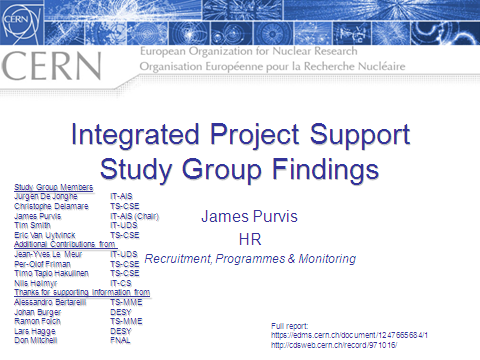 CERN
European Organization for Nuclear Research
Organisation Européenne pour la Recherche Nucléaire
CERN
Integrated Project Support
Study Group Findings
Study Group Members
Jurgen De Jonghe IT-AIS
Christophe Delamare TS-CSE
James Purvis IT-AIS (Chair)
Tim Smith IT-UDS
Eric Van Uytvinck TS-CSE
Additional Contributions from
Jean-Yves Le Meur IT-UDS
Per-Olof Friman TS-CSE
Timo Tapio Hakulinen TS-CSE
Nils Høimyr IT-CS
Thanks for supporting information from
Alessandro Bertarelli TS-MME
Johan Burger DESY
Ramon Folch TS-MME
Lars Hagge DESY
Don Mitchell FNAL
James Purvis
HR
Recruitment, Programmes & Monitoring
Full report:
https://edms.cern.ch/document/1247665684/1
http://cdsweb.cern.ch/record/971016/